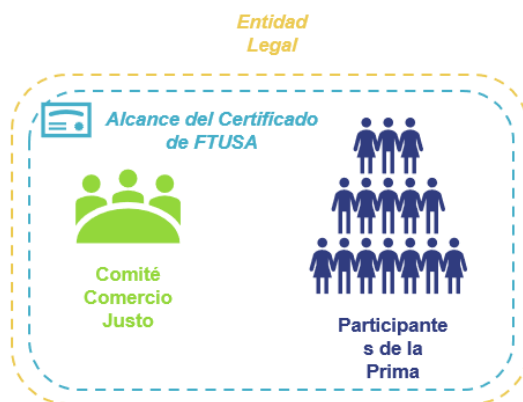 Entidad
Legal
Alcance del Certificado
de FTUSA
Comité
Comercio
Justo
Participante
s de la
Prima